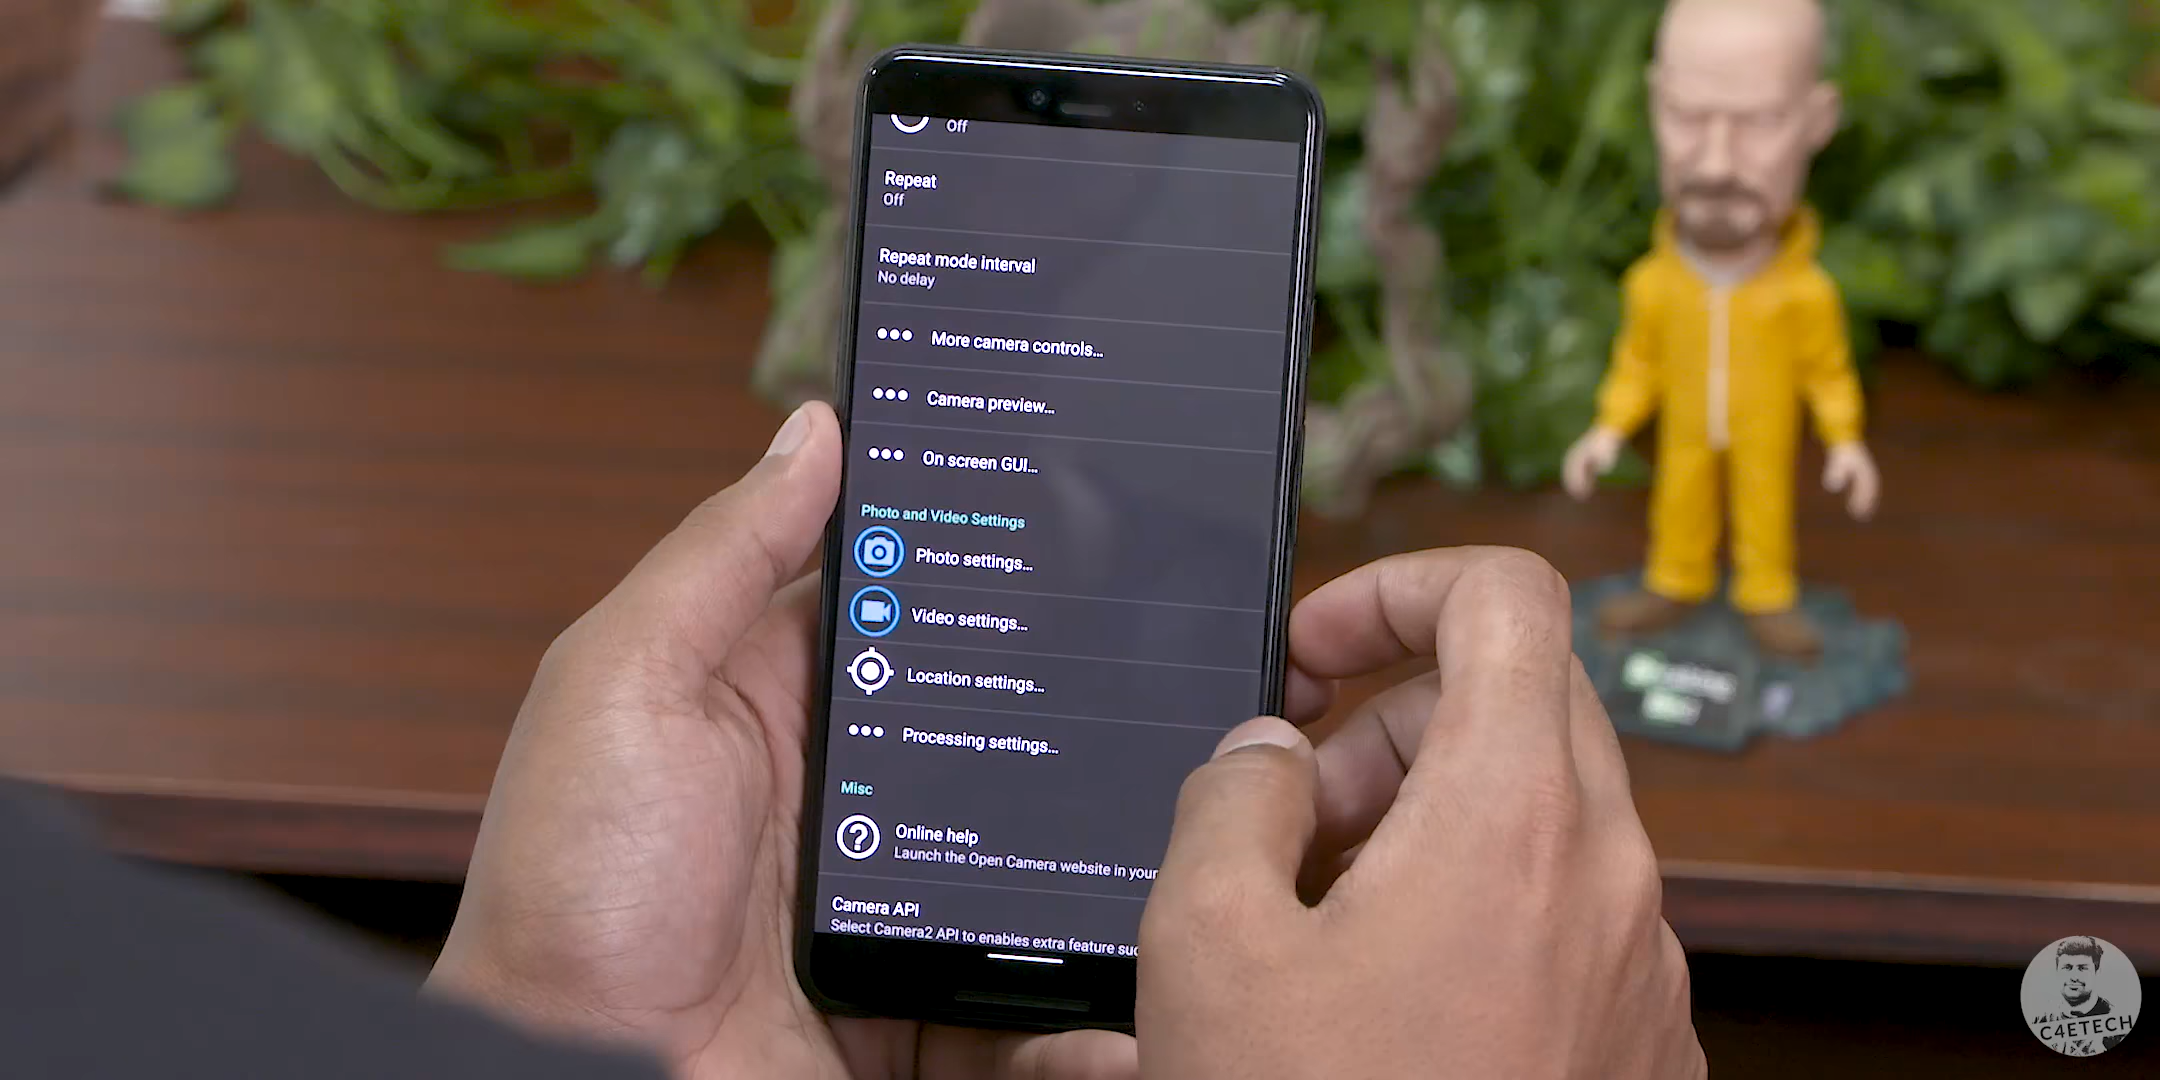 Off
Repeat
Off
Repeat mode interval
No delay
More camera controls...
Camera preview...
On screen GUI...
Photo and Video Settings
Photo settings...
Video settings...
Location settings...
Processing settings...
Misc
Online help
Launch the Open Camera website in your
Camera API
Select Camera2 API to enables extra feature suc
C4ETECH